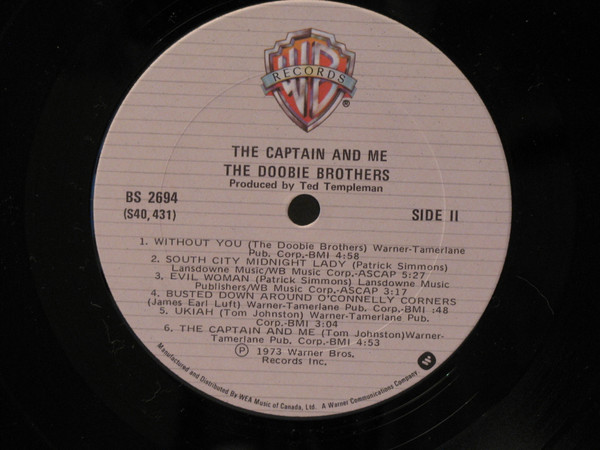 WB
RECORDS
®
THE CAPTAIN AND ME
THE DOOBIE BROTHERS
Produced by Ted Templeman
BS 2694
(S40,431)
SIDE II
1. WITHOUT YOU (The Doobie Brothers) Warner-Tamerlane
Pub. Corp.-BMI 4:58
2. SOUTH CITY MIDNIGHT LADY (Patrick Simmons)
Lansdowne Music/WB Music Corp.-ASCAP 5:27
3. EVIL WOMAN (Patrick Simmons) Lansdowne Music
Publishers/WB Music Corp.-ASCAP 3:17
4. BUSTED DOWN AROUND O'CONNELLY CORNERS
(James Earl Luft) Warner-Tamerlane Pub. Corp.-BMI :48
5. UKIAH (Tom Johnston) Warner-Tamerlane Pub.
Corp.-BMI 3:04
6. THE CAPTAIN AND ME (Tom Johnston)Warner-
Tamerlane Pub. Corp.-BMI 4:53
Ⓟ 1973 Warner Bros.
Records Inc.
Manufactured and Distributed By WEA Music of Canada, Ltd. A Warner Communications Company